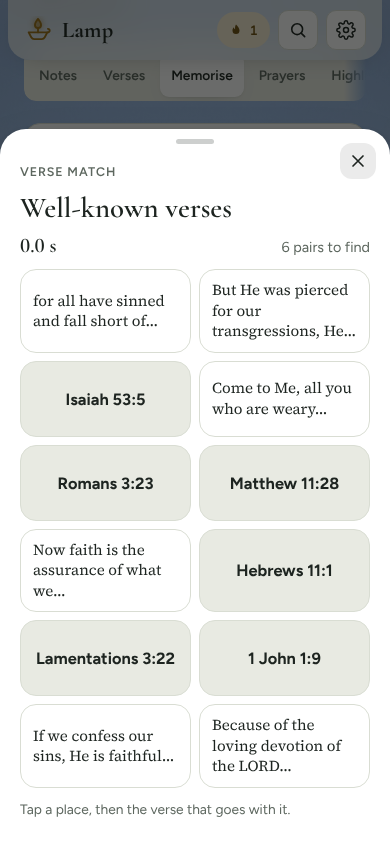 Lamp
1
Notes Verses Memorise Prayers High
VERSE MATCH
Well-known verses
0.0 s
6 pairs to find
for all have sinned
and fall short of...
But He was pierced
for our
transgressions, He...
Isaiah 53:5
Come to Me, all you
who are weary...
Romans 3:23
Matthew 11:28
Now faith is the
assurance of what
we...
Hebrews 11:1
Lamentations 3:22
1 John 1:9
If we confess our
sins, He is faithful...
Because of the
loving devotion of
the LORD...
Tap a place, then the verse that goes with it.